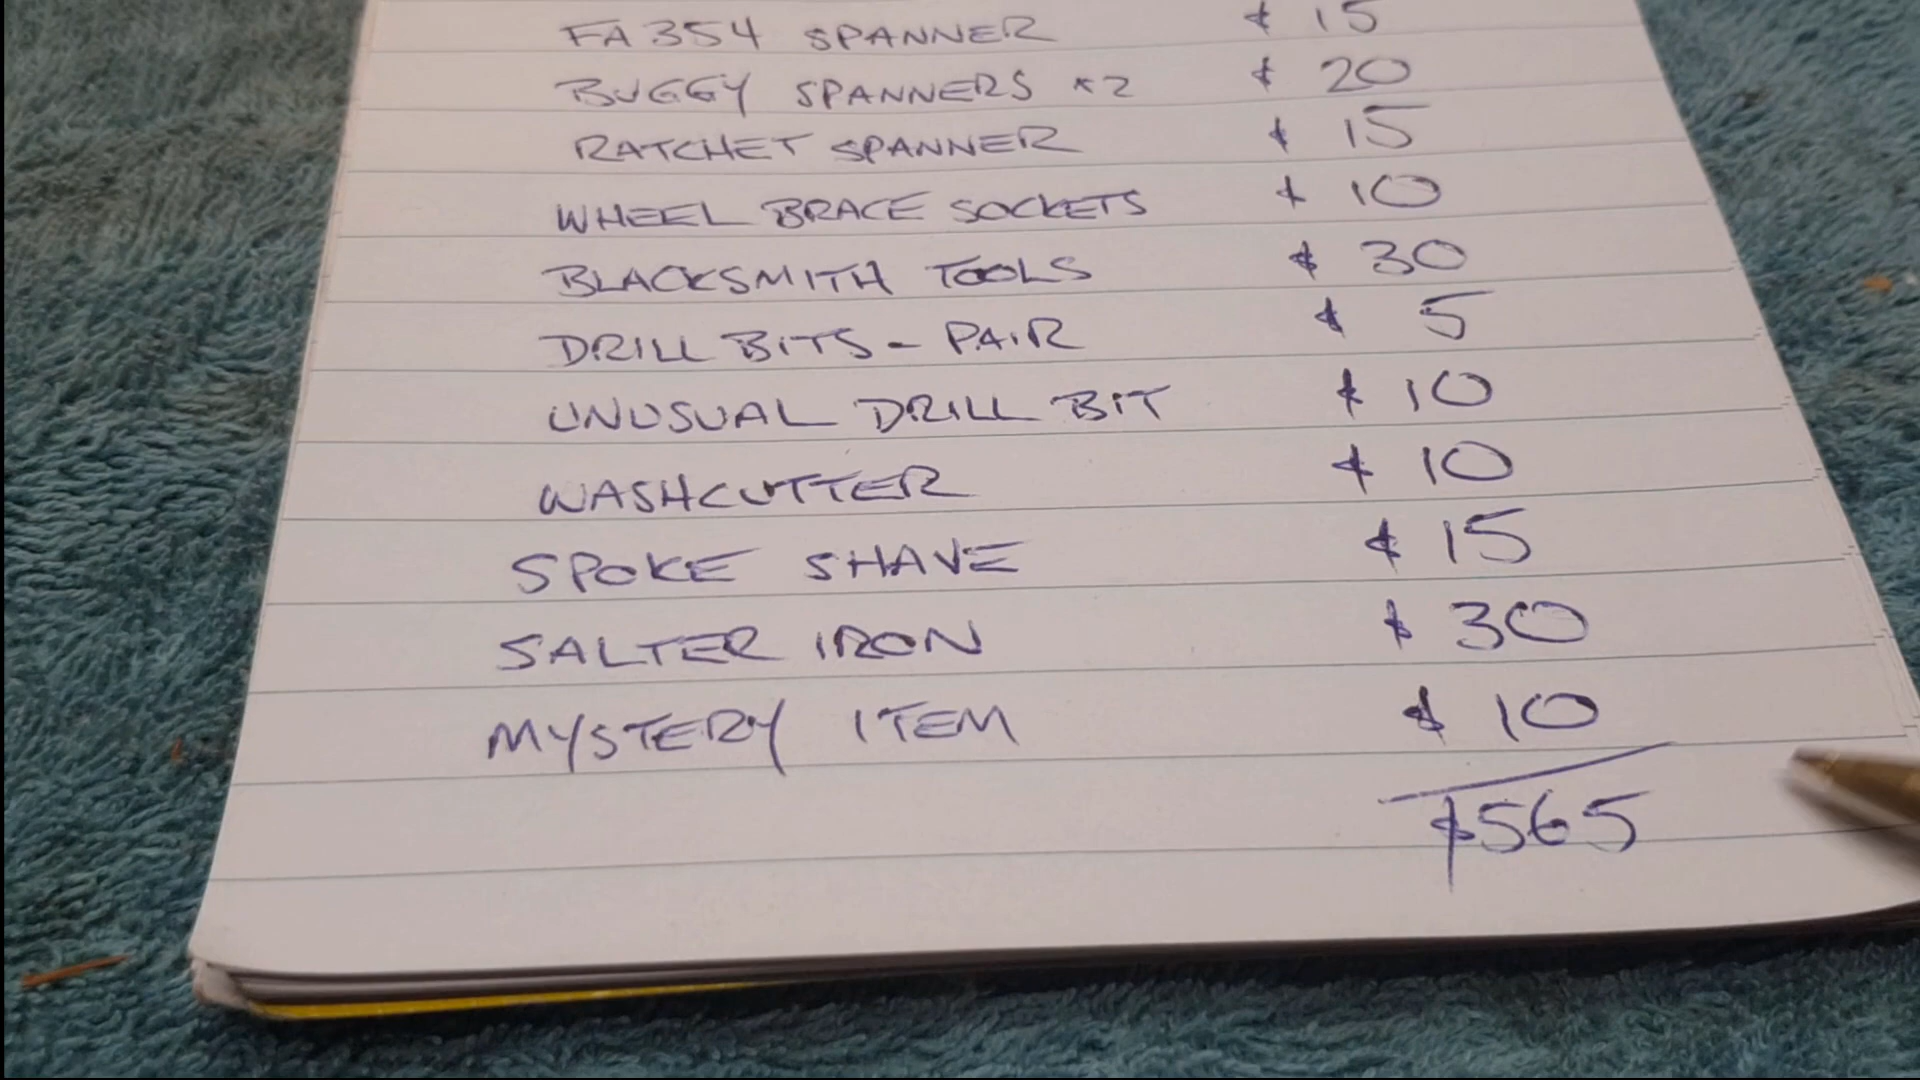 FA354 SPANNER $ 15
BUGGY SPANNERS x2 $ 20
RATCHET SPANNER $ 15
WHEEL BRACE SOCKETS $ 10
BLACKSMITH TOOLS $ 30
DRILL BITS - PAIR $ 5
UNUSUAL DRILL BIT $ 10
WASHCUTTER $ 10
SPOKE SHAVE $ 15
SALTER IRON $ 30
MYSTERY ITEM $ 10
$565